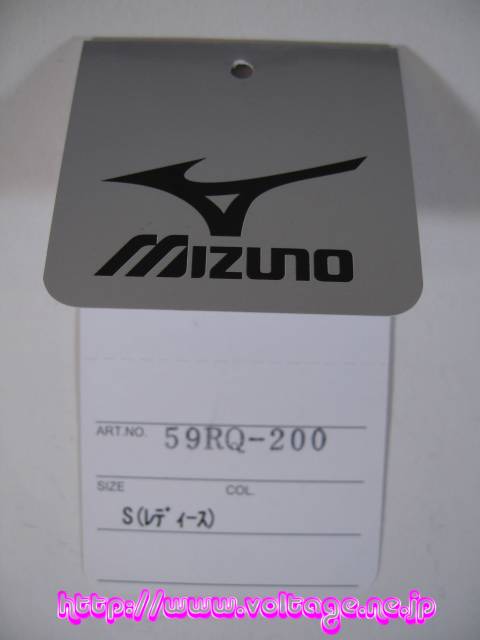 MIZUNO
ART.NO. 59RQ-200
SIZE COL.
S(ﾚﾃﾞｨｰｽ)
http://www.voltage.ne.jp